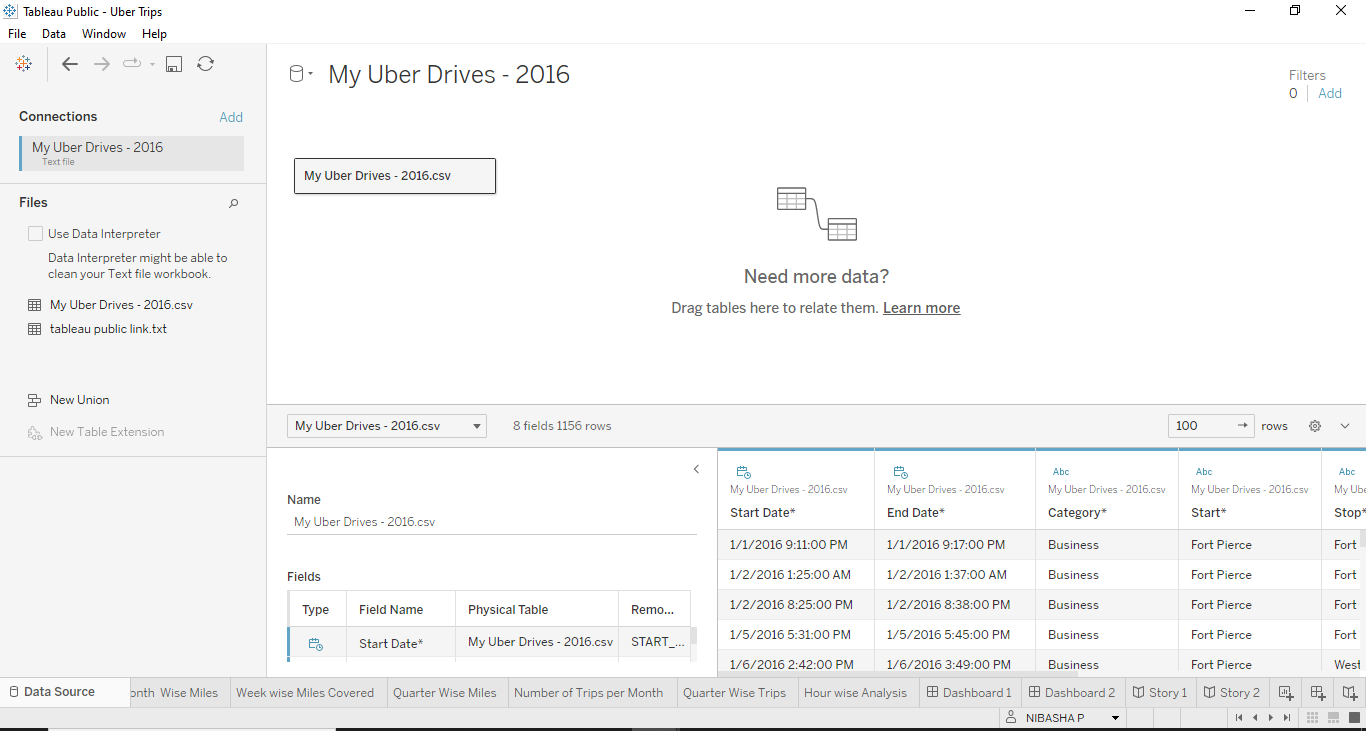 Tableau Public - Uber Trips
File Data Window Help
Connections
Add
My Uber Drives - 2016
Text file
Files
Use Data Interpreter
Data Interpreter might be able to
clean your Text file workbook.
My Uber Drives - 2016.csv
tableau public link.txt
New Union
New Table Extension
My Uber Drives - 2016
Filters
0 Add
My Uber Drives - 2016.csv
Need more data?
Drag tables here to relate them. Learn more
My Uber Drives - 2016.csv 8 fields 1156 rows 100 rows
Name
My Uber Drives - 2016.csv
Fields
Type Field Name Physical Table Remo...
Start Date* My Uber Drives - 2016.csv START_...
Abc Abc Abc
My Uber Drives - 2016.csv My Uber Drives - 2016.csv My Uber Drives - 2016.csv My Uber Drives - 2016.csv My Ube
Start Date* End Date* Category* Start* Stop*
1/1/2016 9:11:00 PM 1/1/2016 9:17:00 PM Business Fort Pierce Fort
1/2/2016 1:25:00 AM 1/2/2016 1:37:00 AM Business Fort Pierce Fort
1/2/2016 8:25:00 PM 1/2/2016 8:38:00 PM Business Fort Pierce Fort
1/5/2016 5:31:00 PM 1/5/2016 5:45:00 PM Business Fort Pierce Fort
1/6/2016 2:42:00 PM 1/6/2016 3:49:00 PM Business Fort Pierce West
Data Source onth Wise Miles Week wise Miles Covered Quarter Wise Miles Number of Trips per Month Quarter Wise Trips Hour wise Analysis Dashboard 1 Dashboard 2 Story 1 Story 2
NIBASHA P